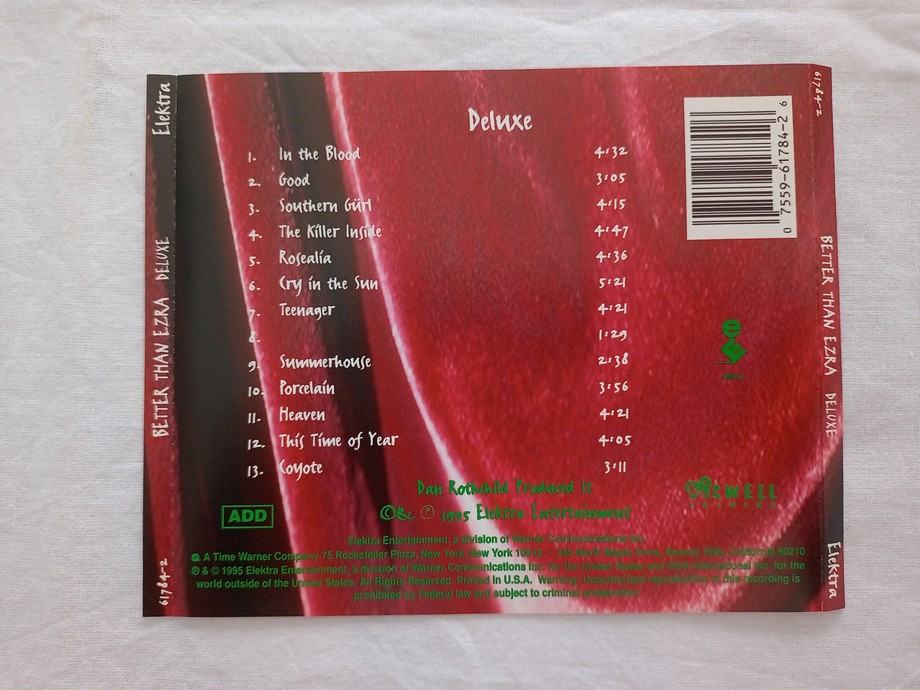 Elektra
BETTER THAN EZRA DELUXE
61784-2
Deluxe
1. In the Blood 4:32
2. Good 3:05
3. Southern Gürl 4:15
4. The Killer Inside 4:47
5. Rosealia 4:36
6. Cry in the Sun 5:21
7. Teenager 4:21
8. 1:29
9. Summerhouse 2:38
10. Porcelain 3:56
11. Heaven 4:21
12. This Time of Year 4:05
13. Coyote 3:11
Dan Rothchild Produced It
© & ℗ 1995 Elektra Entertainment
ADD
SWELL
Elektra Entertainment, a division of Warner Communications Inc.
A Time Warner Company 75 Rockefeller Plaza, New York, New York 90210
℗ & © 1995 Elektra Entertainment, a division of Warner Communications Inc. for the United States and WEA International Inc. for the
world outside of the United States. All Rights Reserved. Printed in U.S.A. Warning: Unauthorized reproduction of this recording is
prohibited by Federal law and subject to criminal prosecution.
0 7559-61784-2 6
61784-2
BETTER THAN EZRA DELUXE
Elektra